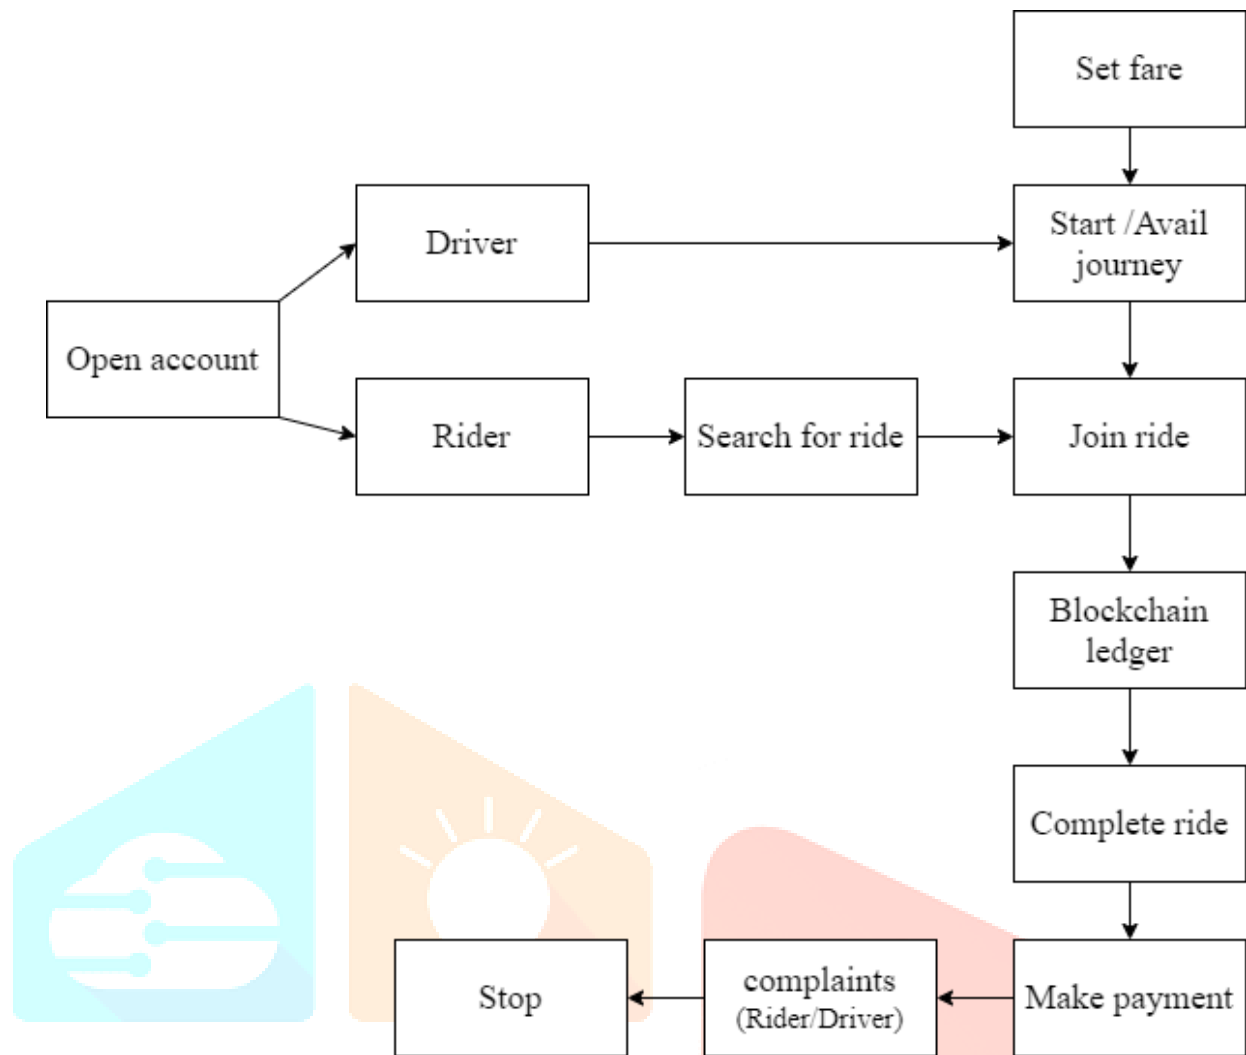 Set fare
Driver
Start /Avail
journey
Open account
Rider
Search for ride
Join ride
Blockchain
ledger
Complete ride
Stop
complaints
(Rider/Driver)
Make payment